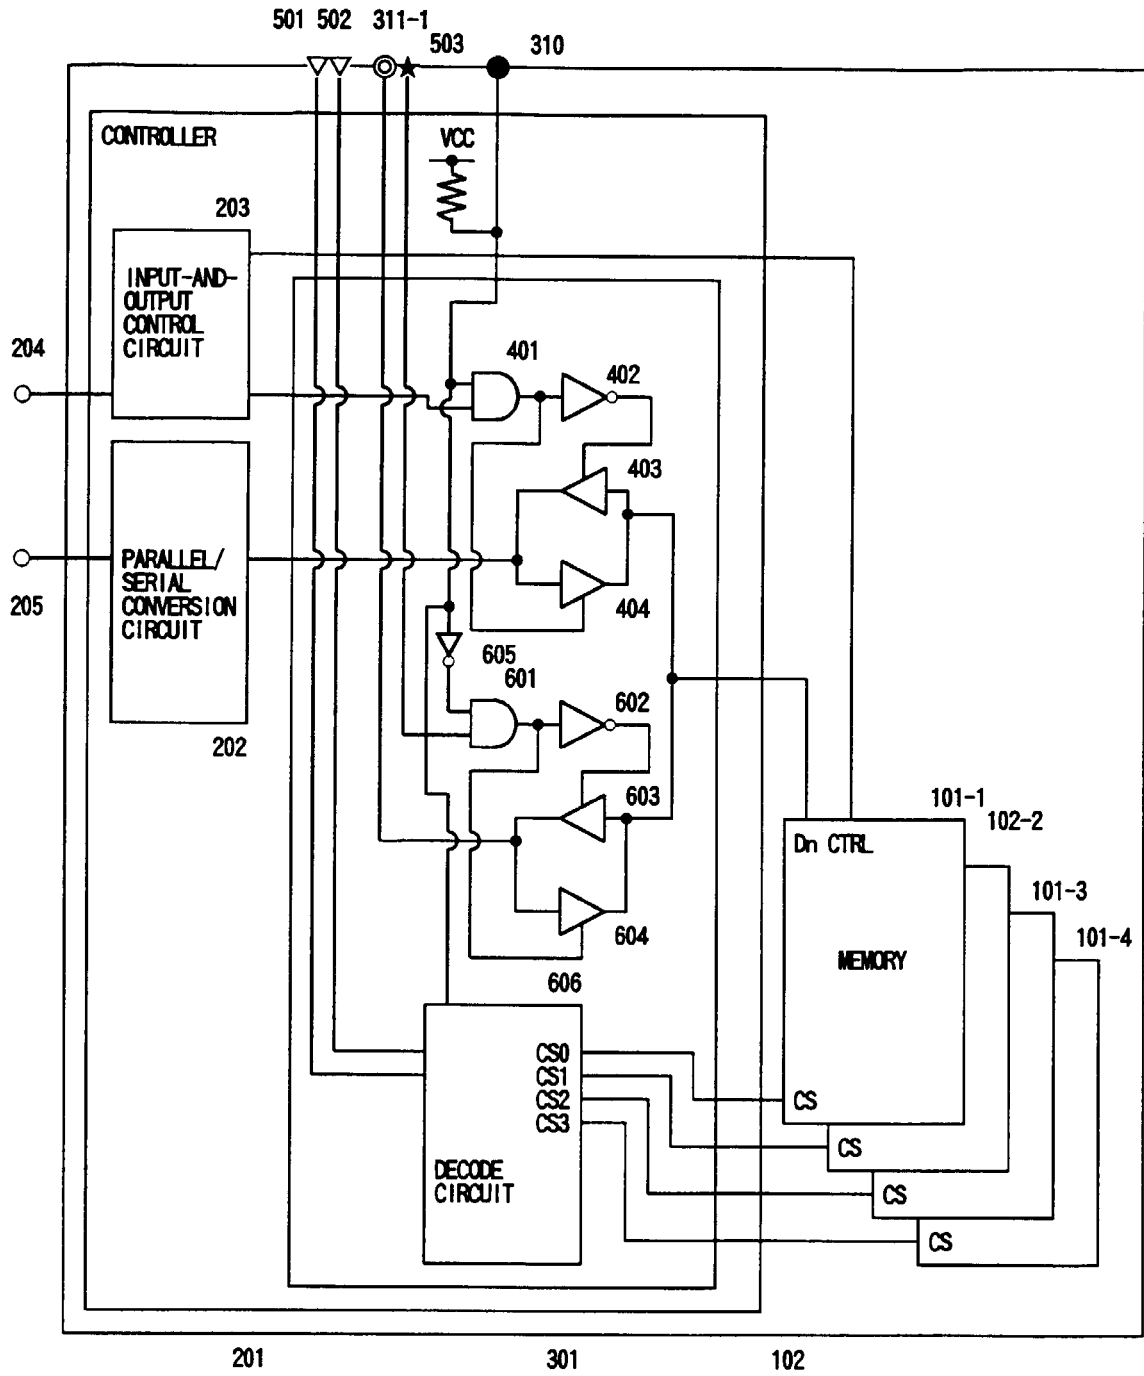 501 502 311-1
503 310
CONTROLLER
VCC
203
INPUT-AND-
OUTPUT
CONTROL
CIRCUIT
204
401
402
403
PARALLEL/
SERIAL
CONVERSION
CIRCUIT
205
404
605
601
602
202
603
101-1
102-2
Dn CTRL
101-3
604
101-4
MEMORY
606
CS0
CS1
CS2
CS3
CS
CS
DECODE
CIRCUIT
CS
CS
201 301 102